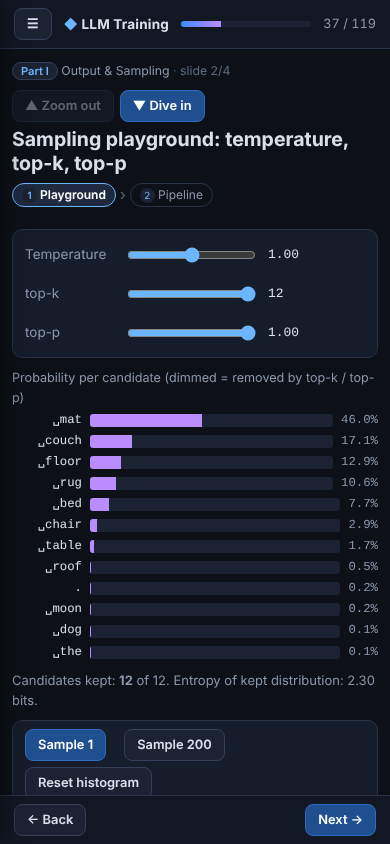 ☰ ◆ LLM Training 37 / 119
Part I Output & Sampling · slide 2/4
▲ Zoom out ▼ Dive in
Sampling playground: temperature,
top-k, top-p
1 Playground › 2 Pipeline
Temperature 1.00
top-k 12
top-p 1.00
Probability per candidate (dimmed = removed by top-k / top-
p)
␣mat 46.0%
␣couch 17.1%
␣floor 12.9%
␣rug 10.6%
␣bed 7.7%
␣chair 2.9%
␣table 1.7%
␣roof 0.5%
. 0.2%
␣moon 0.2%
␣dog 0.1%
␣the 0.1%
Candidates kept: 12 of 12. Entropy of kept distribution: 2.30
bits.
Sample 1 Sample 200
Reset histogram
← Back Next →